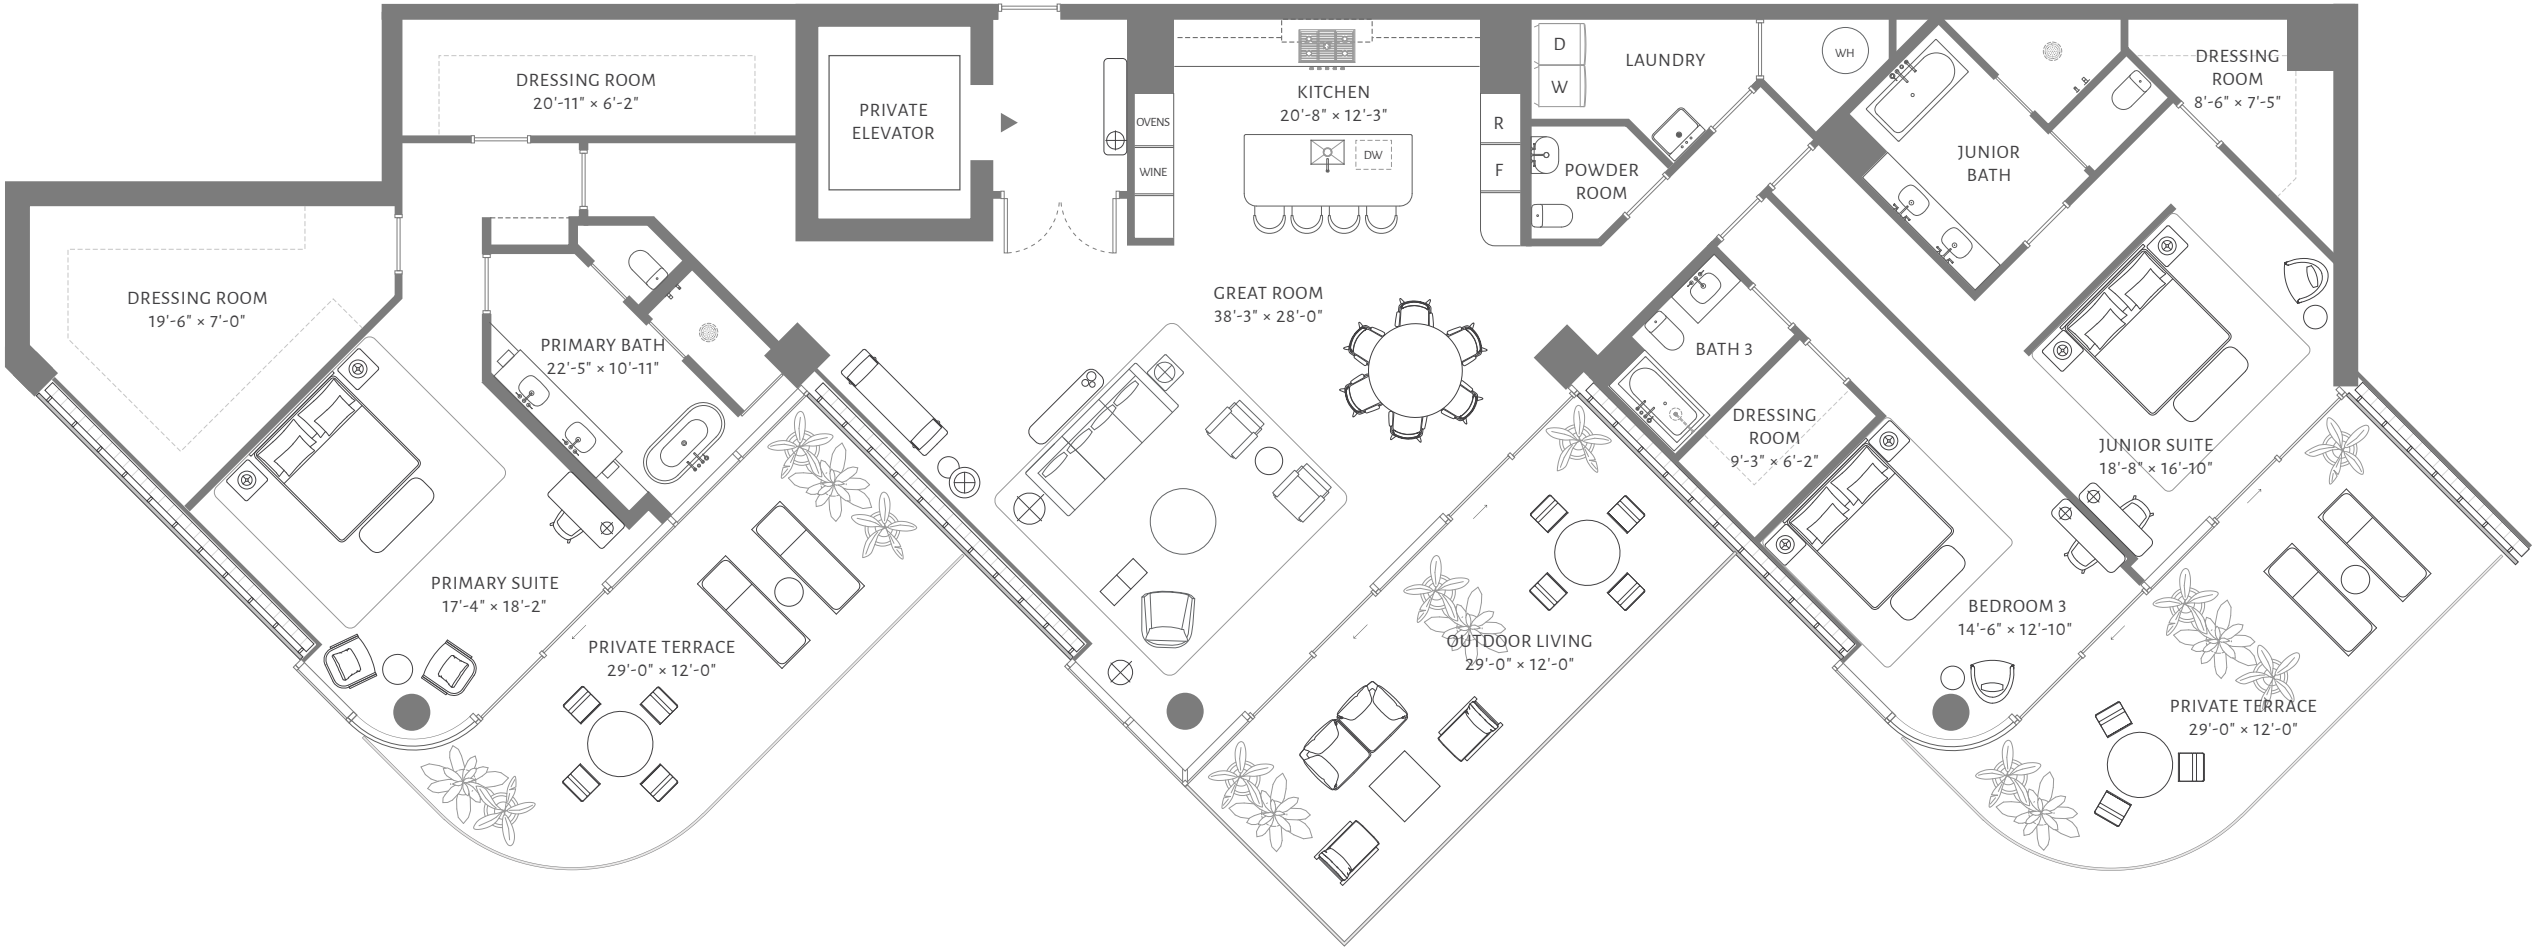 DRESSING ROOM
20'-11" × 6'-2"
PRIVATE
ELEVATOR
OVENS
WINE
KITCHEN
20'-8" × 12'-3"
DW
R
F
D
W
LAUNDRY
WH
POWDER
ROOM
JUNIOR
BATH
DRESSING
ROOM
8'-6" × 7'-5"
DRESSING ROOM
19'-6" × 7'-0"
PRIMARY BATH
22'-5" × 10'-11"
GREAT ROOM
38'-3" × 28'-0"
BATH 3
DRESSING
ROOM
9'-3" × 6'-2"
JUNIOR SUITE
18'-8" × 16'-10"
PRIMARY SUITE
17'-4" × 18'-2"
PRIVATE TERRACE
29'-0" × 12'-0"
OUTDOOR LIVING
29'-0" × 12'-0"
BEDROOM 3
14'-6" × 12'-10"
PRIVATE TERRACE
29'-0" × 12'-0"